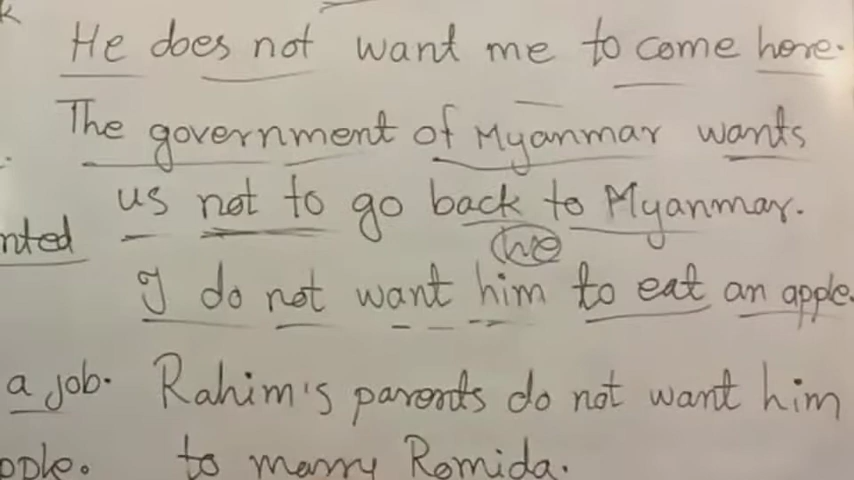 He does not want me to come here.
The government of Myanmar wants
us not to go back to Myanmar.
nted
he
I do not want him to eat an apple.
a job. Rahim's parents do not want him
pple. to marry Romida.